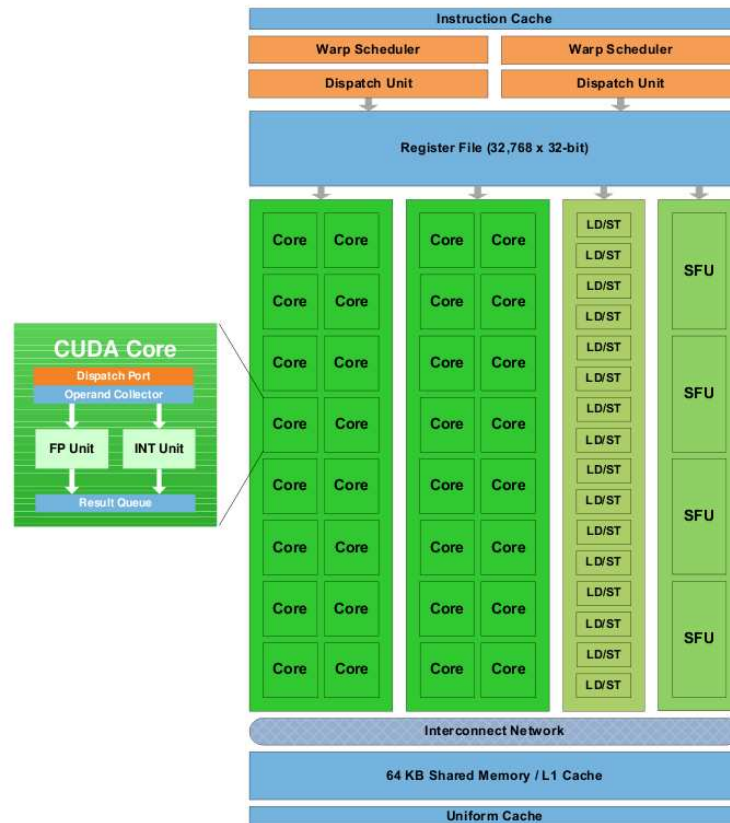 Instruction Cache
Warp Scheduler Warp Scheduler
Dispatch Unit Dispatch Unit
Register File (32,768 x 32-bit)
Core Core Core Core LD/ST
LD/ST
SFU
Core Core Core Core LD/ST
LD/ST
Core Core Core Core LD/ST
LD/ST
SFU
Core Core Core Core LD/ST
LD/ST
Core Core Core Core LD/ST
LD/ST
SFU
Core Core Core Core LD/ST
LD/ST
Core Core Core Core LD/ST
LD/ST
SFU
Core Core Core Core LD/ST
LD/ST
CUDA Core
Dispatch Port
Operand Collector
FP Unit INT Unit
Result Queue
Interconnect Network
64 KB Shared Memory / L1 Cache
Uniform Cache